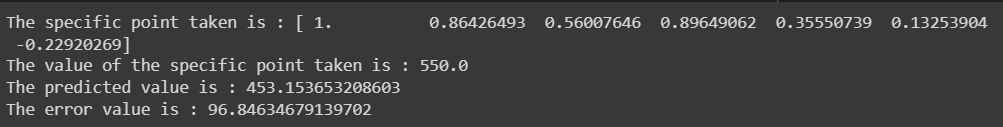 The specific point taken is : [ 1.          0.86426493  0.56007646  0.89649062  0.35550739  0.13253904
 -0.22920269]
The value of the specific point taken is : 550.0
The predicted value is : 453.153653208603
The error value is : 96.84634679139702